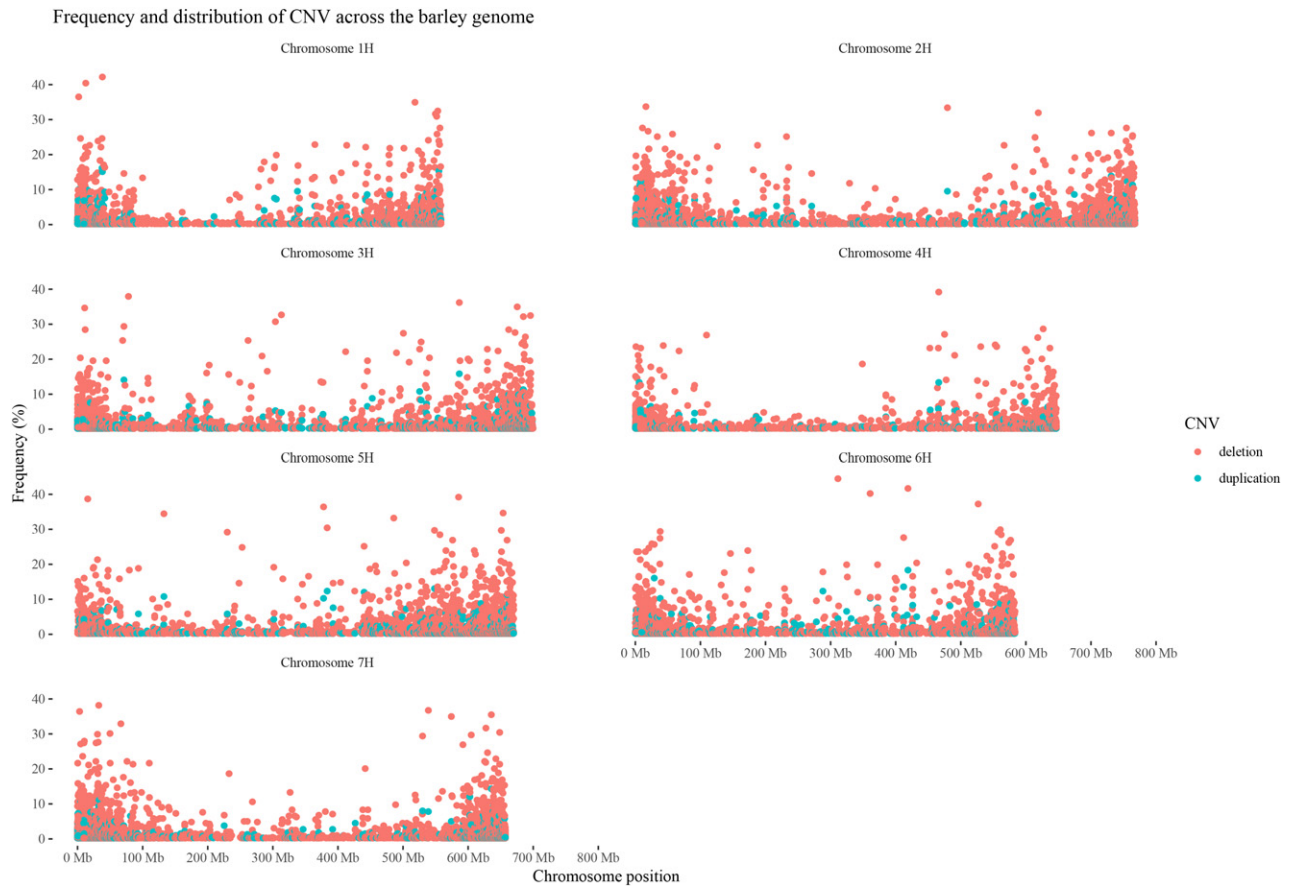 Frequency and distribution of CNV across the barley genome
Chromosome 1H
Chromosome 2H
40
30
20
10
0
Chromosome 3H
Chromosome 4H
40
30
20
10
0
Chromosome 5H
Chromosome 6H
40
30
20
10
0
0 Mb 100 Mb 200 Mb 300 Mb 400 Mb 500 Mb 600 Mb 700 Mb 800 Mb
Chromosome 7H
40
30
20
10
0
0 Mb 100 Mb 200 Mb 300 Mb 400 Mb 500 Mb 600 Mb 700 Mb 800 Mb
Chromosome position
Frequency (%)
CNV
deletion
duplication